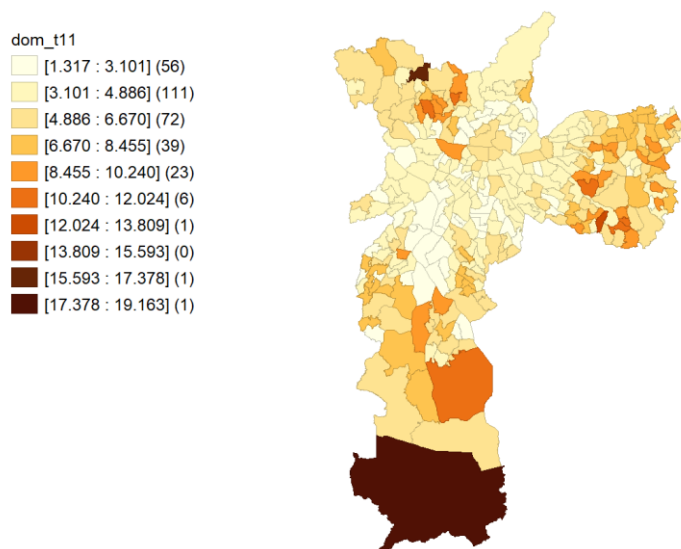 dom_t11
[1.317 : 3.101] (56)
[3.101 : 4.886] (111)
[4.886 : 6.670] (72)
[6.670 : 8.455] (39)
[8.455 : 10.240] (23)
[10.240 : 12.024] (6)
[12.024 : 13.809] (1)
[13.809 : 15.593] (0)
[15.593 : 17.378] (1)
[17.378 : 19.163] (1)